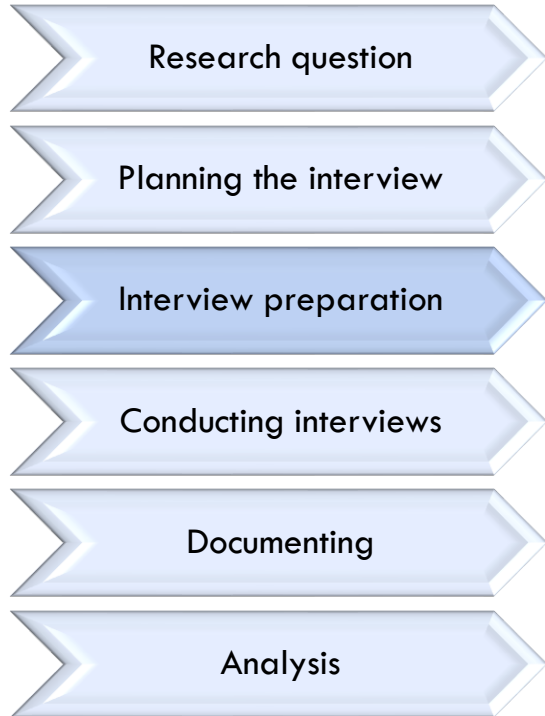 Research question
Planning the interview
Interview preparation
Conducting interviews
Documenting
Analysis